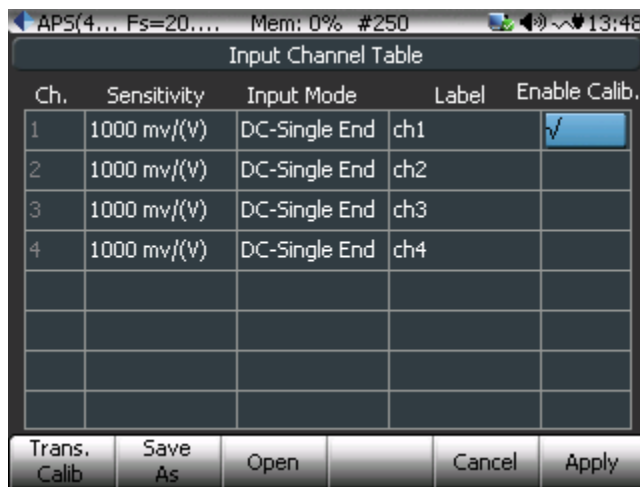 APS(4... Fs=20.... Mem: 0% #250 13:48
Input Channel Table
Ch. Sensitivity Input Mode Label Enable Calib.
1 1000 mv/(V) DC-Single End ch1 √
2 1000 mv/(V) DC-Single End ch2
3 1000 mv/(V) DC-Single End ch3
4 1000 mv/(V) DC-Single End ch4
Trans. Calib Save As Open Cancel Apply